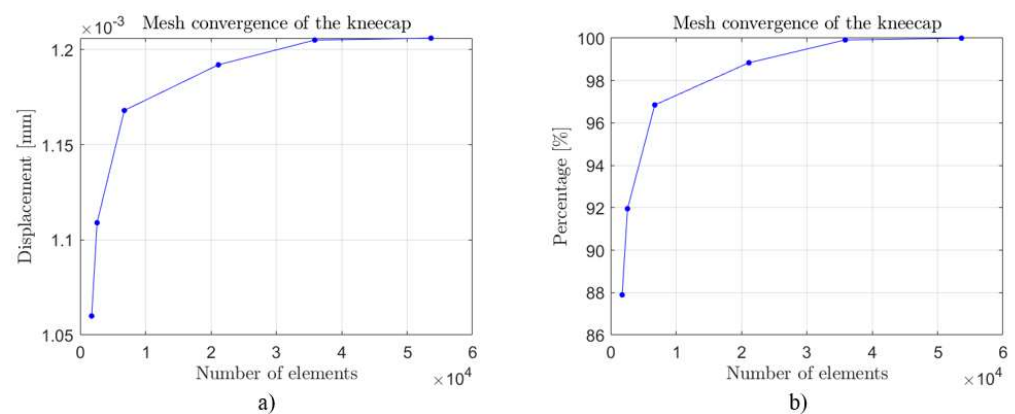 ×10⁻³
Mesh convergence of the kneecap
1.2
1.15
1.1
1.05
Displacement [mm]
0 1 2 3 4 5 6
Number of elements
×10⁴
a)
Mesh convergence of the kneecap
100
98
96
94
92
90
88
86
Percentage [%]
0 1 2 3 4 5 6
Number of elements
×10⁴
b)